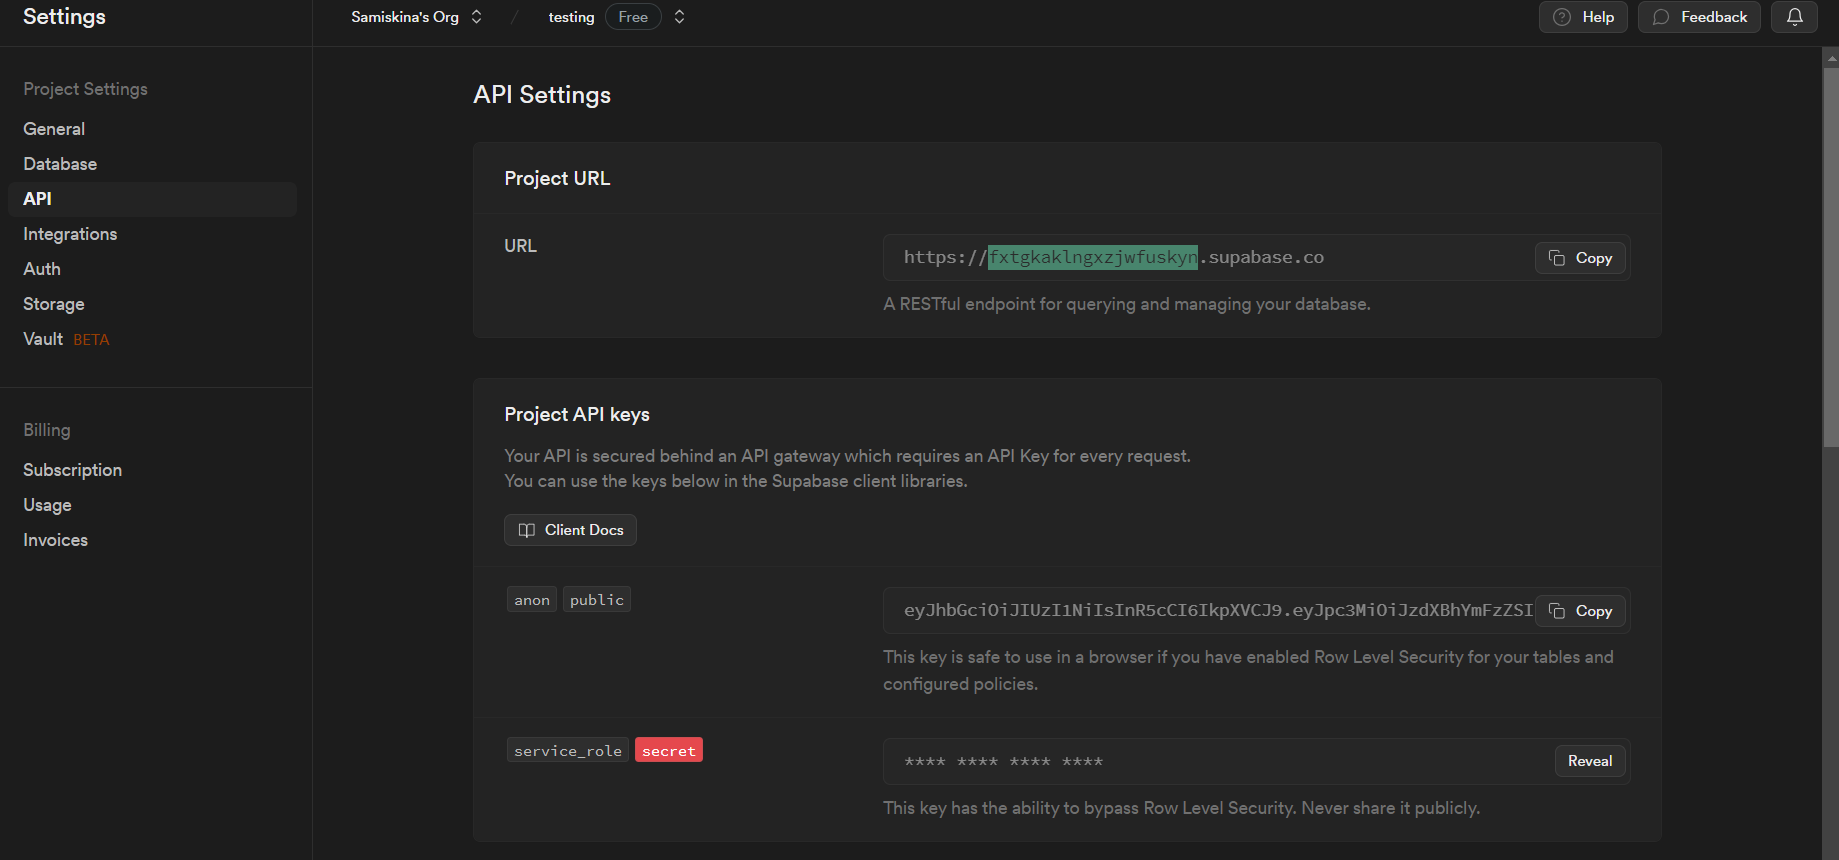 Settings
Samiskina's Org / testing Free
Help Feedback
Project Settings
General
Database
API
Integrations
Auth
Storage
Vault BETA
Billing
Subscription
Usage
Invoices
API Settings
Project URL
URL
https://fxtgkaklngxzjwfuskyn.supabase.co
Copy
A RESTful endpoint for querying and managing your database.
Project API keys
Your API is secured behind an API gateway which requires an API Key for every request.
You can use the keys below in the Supabase client libraries.
Client Docs
anon public
eyJhbGciOiJIUzI1NiIsInR5cCI6IkpXVCJ9.eyJpc3MiOiJzdXBhYmFzZSI
Copy
This key is safe to use in a browser if you have enabled Row Level Security for your tables and
configured policies.
service_role secret
**** **** **** ****
Reveal
This key has the ability to bypass Row Level Security. Never share it publicly.